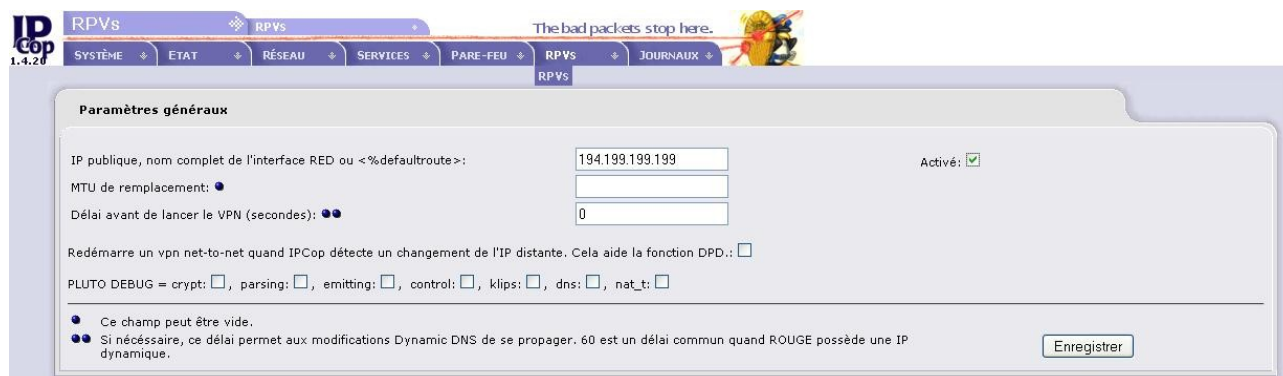 IP
Cop
1.4.20
RPVs
RPVs
The bad packets stop here.
SYSTÈME ETAT RÉSEAU SERVICES PARE-FEU RPVS JOURNAUX
RPVs
Paramètres généraux
IP publique, nom complet de l'interface RED ou <%defaultroute>: 194.199.199.199 Activé:
MTU de remplacement:
Délai avant de lancer le VPN (secondes): 0
Redémarre un vpn net-to-net quand IPCop détecte un changement de l'IP distante. Cela aide la fonction DPD.:
PLUTO DEBUG = crypt: , parsing: , emitting: , control: , klips: , dns: , nat_t:
Ce champ peut être vide.
Si nécéssaire, ce délai permet aux modifications Dynamic DNS de se propager. 60 est un délai commun quand ROUGE possède une IP
dynamique.
Enregistrer